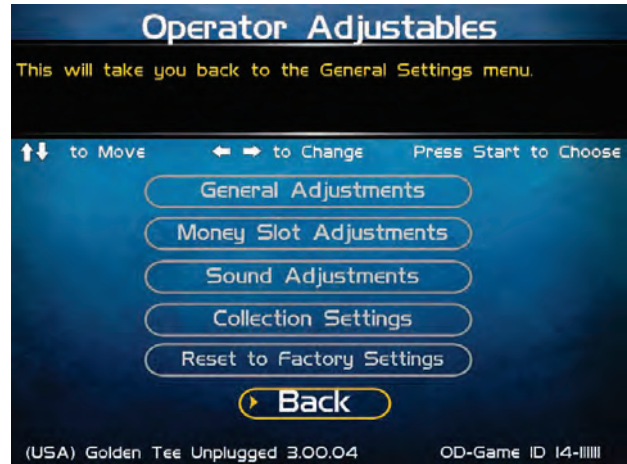 Operator Adjustables
This will take you back to the General Settings menu.
to Move to Change Press Start to Choose
General Adjustments
Money Slot Adjustments
Sound Adjustments
Collection Settings
Reset to Factory Settings
Back
(USA) Golden Tee Unplugged 3.00.04 OD-Game ID 14-111111